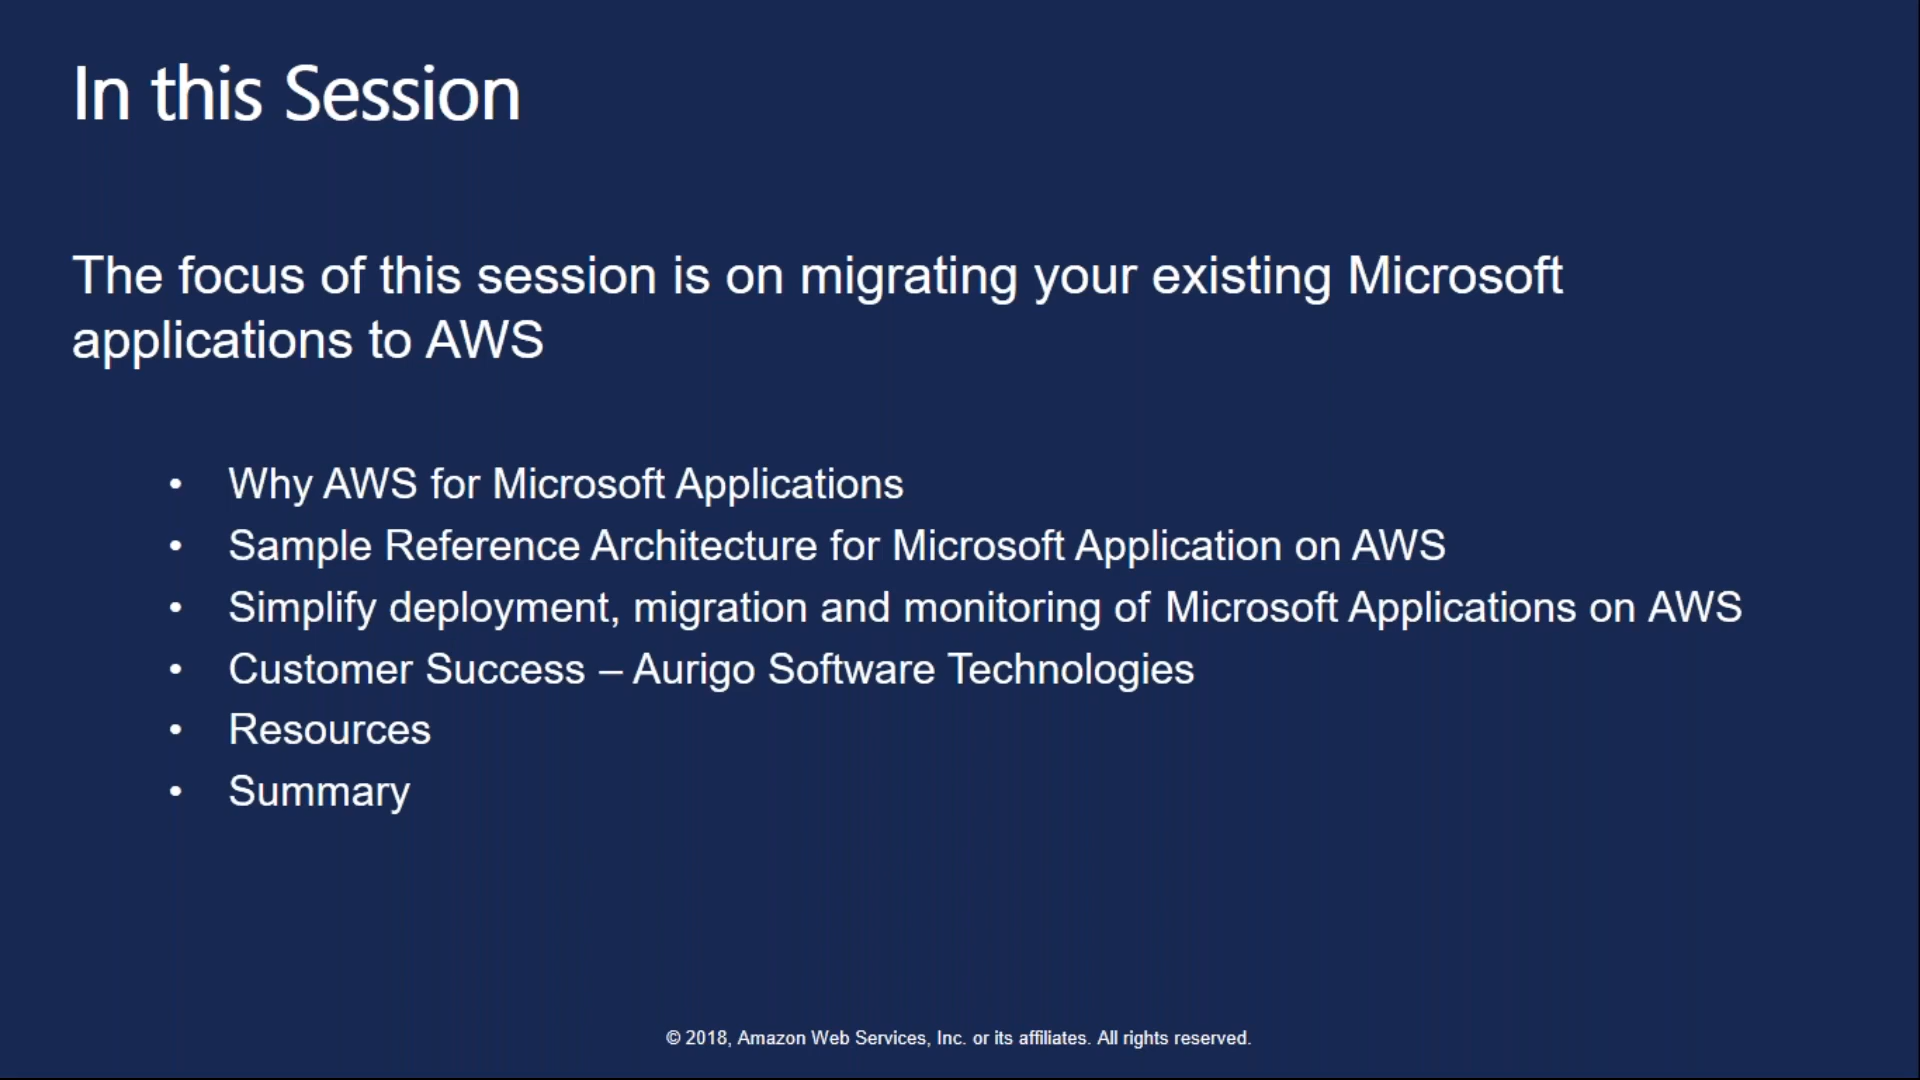 In this Session
The focus of this session is on migrating your existing Microsoft
applications to AWS
• Why AWS for Microsoft Applications
• Sample Reference Architecture for Microsoft Application on AWS
• Simplify deployment, migration and monitoring of Microsoft Applications on AWS
• Customer Success – Aurigo Software Technologies
• Resources
• Summary
© 2018, Amazon Web Services, Inc. or its affiliates. All rights reserved.